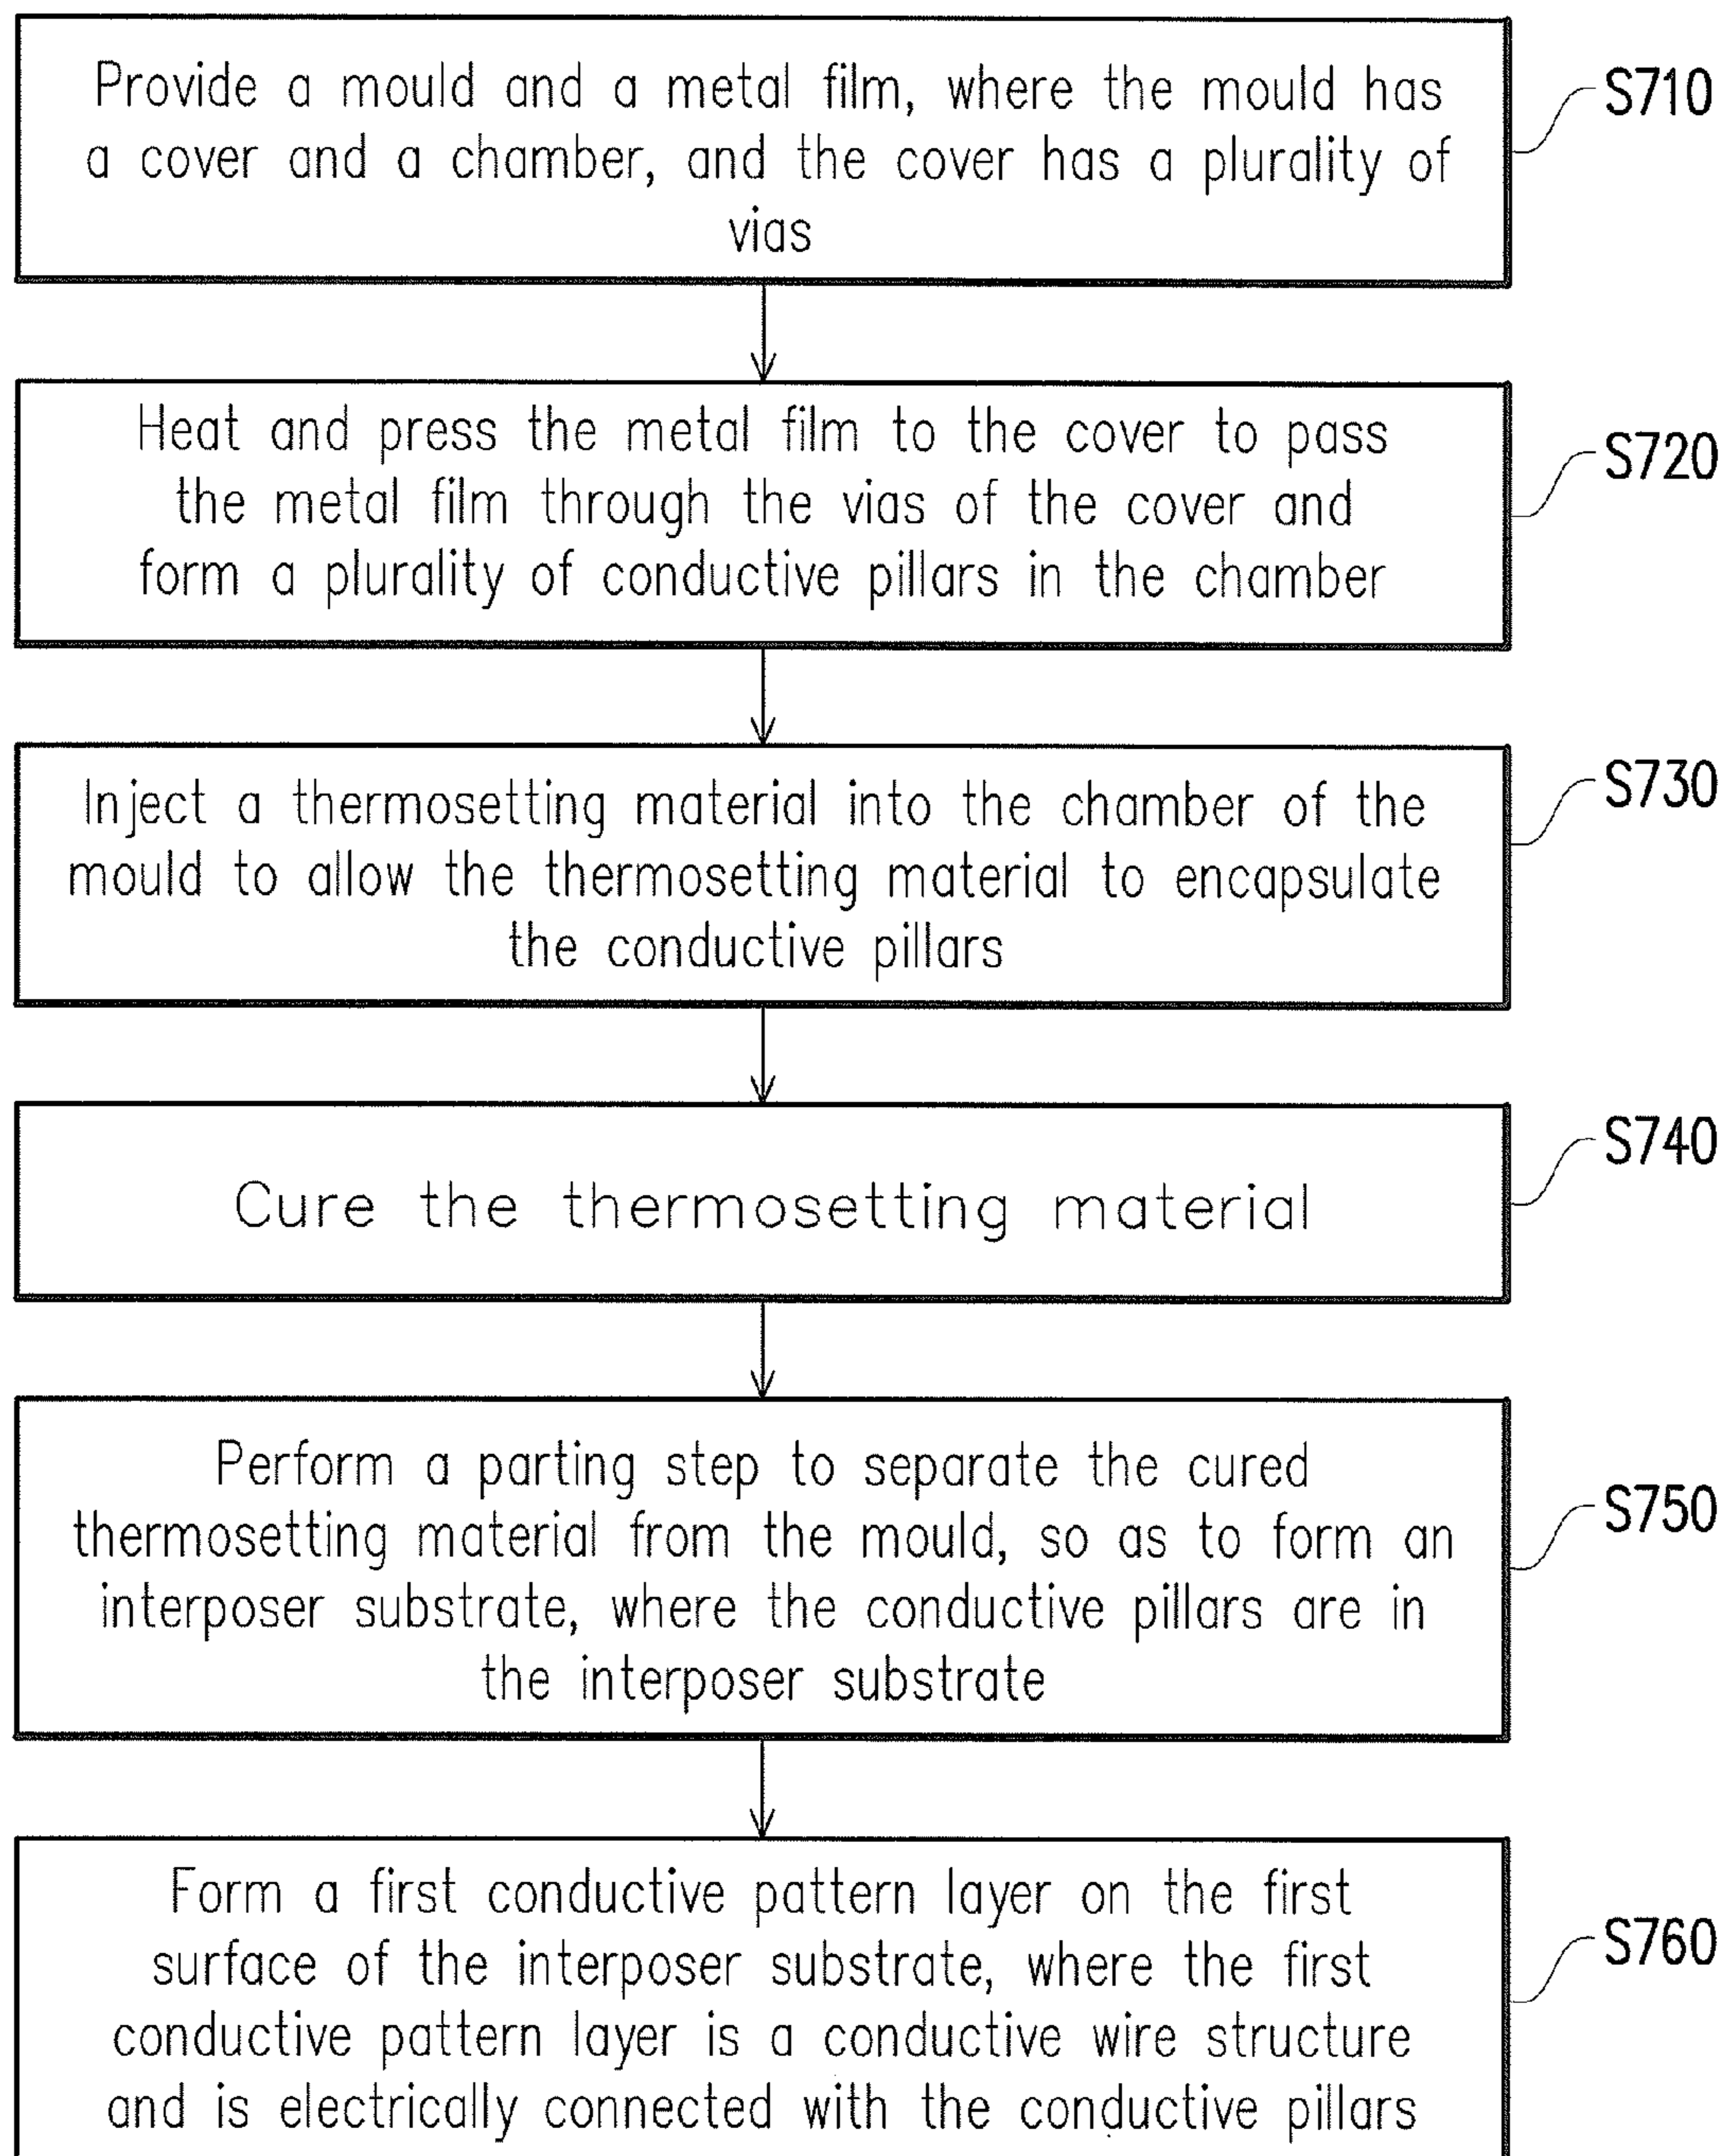 Provide a mould and a metal film, where the mould has
a cover and a chamber, and the cover has a plurality of
vias
S710
Heat and press the metal film to the cover to pass
the metal film through the vias of the cover and
form a plurality of conductive pillars in the chamber
S720
Inject a thermosetting material into the chamber of the
mould to allow the thermosetting material to encapsulate
the conductive pillars
S730
Cure the thermosetting material
S740
Perform a parting step to separate the cured
thermosetting material from the mould, so as to form an
interposer substrate, where the conductive pillars are in
the interposer substrate
S750
Form a first conductive pattern layer on the first
surface of the interposer substrate, where the first
conductive pattern layer is a conductive wire structure
and is electrically connected with the conductive pillars
S760